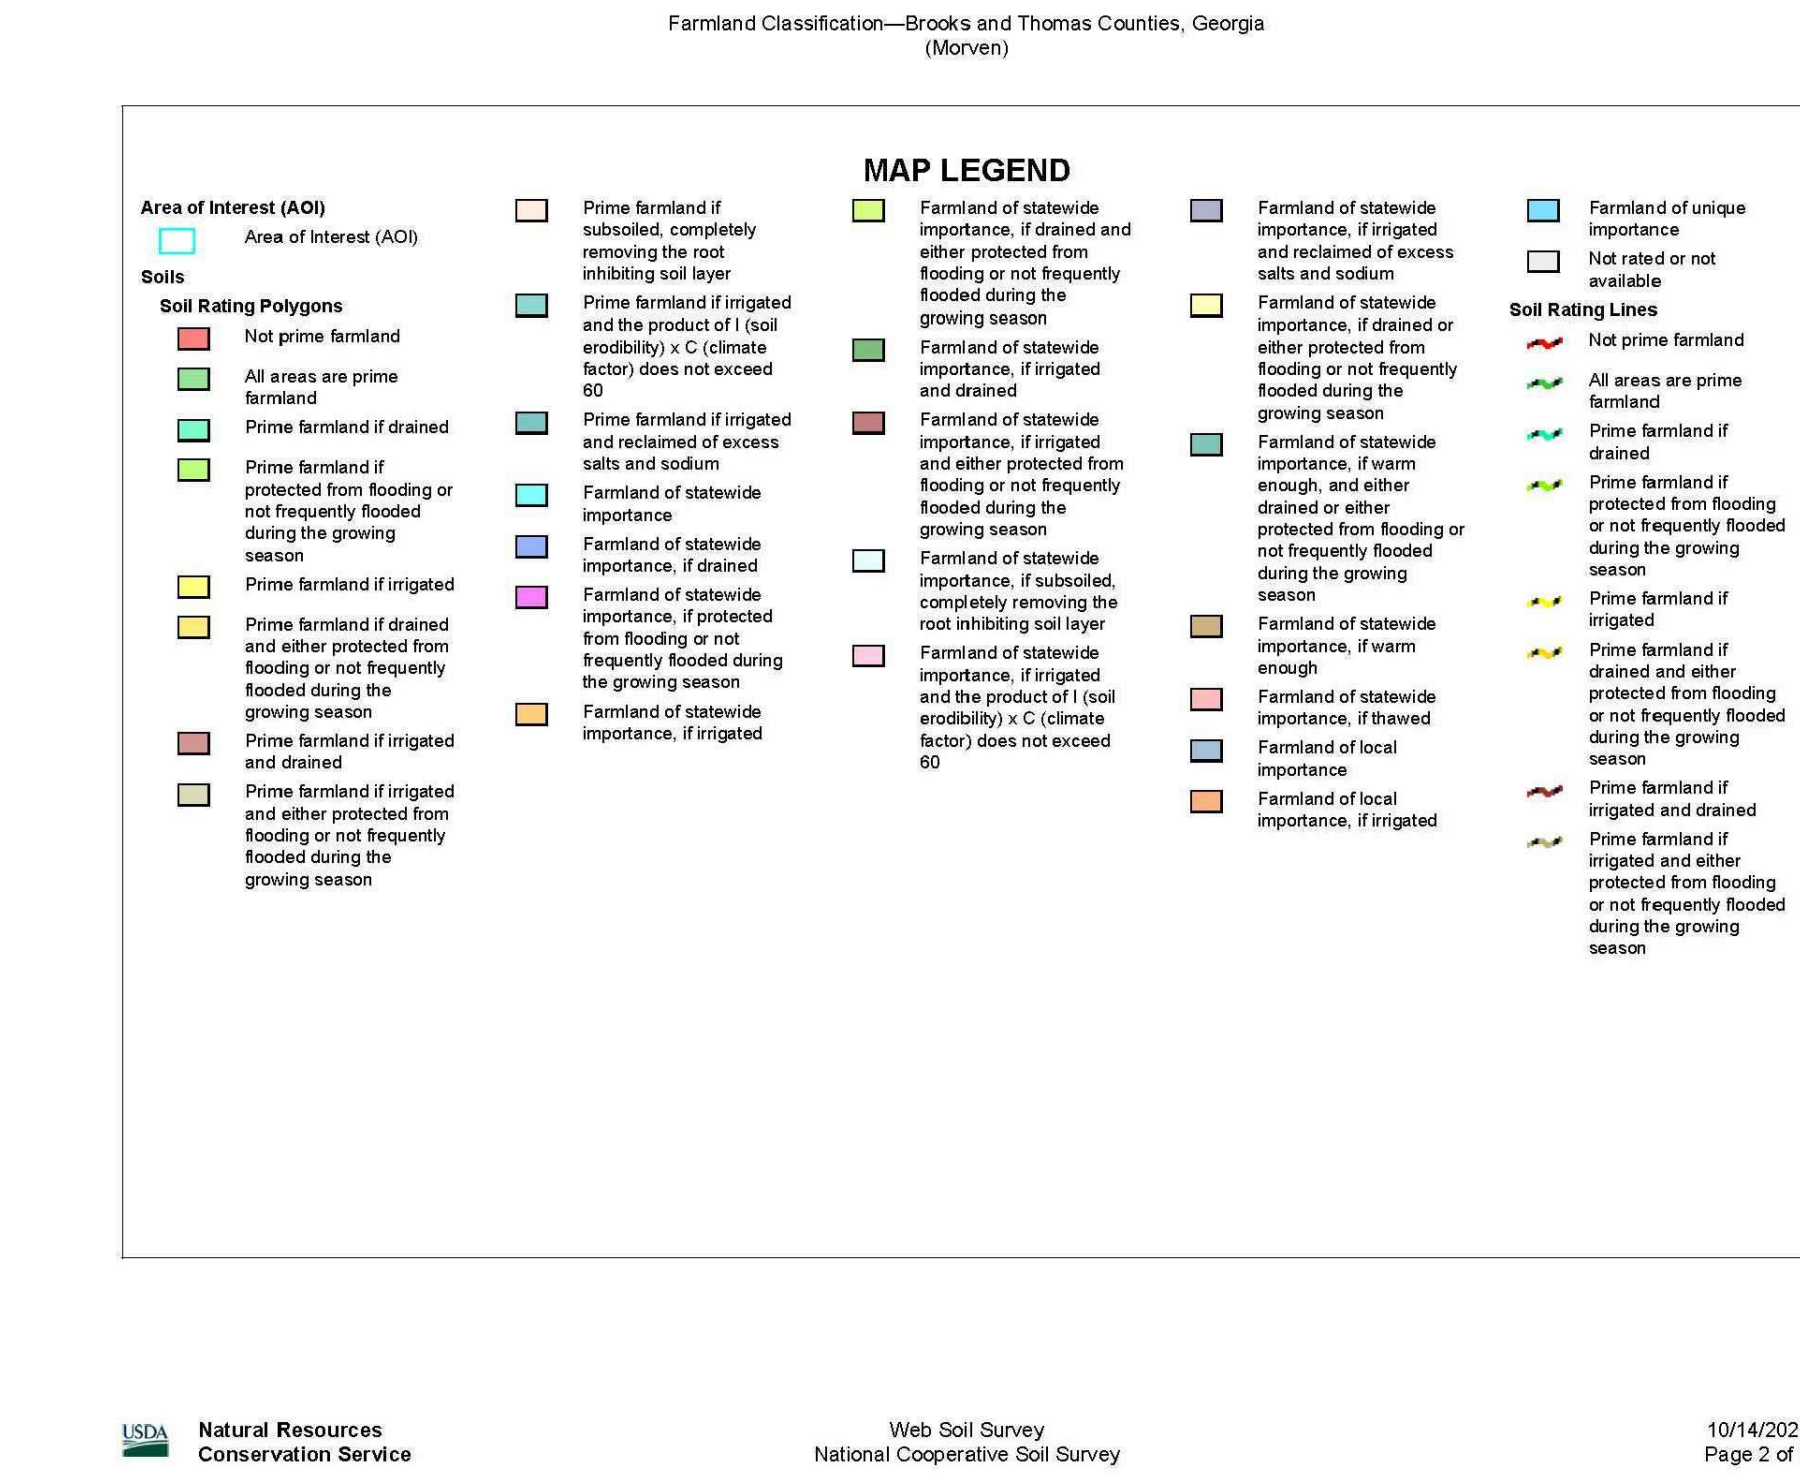 Farmland Classification—Brooks and Thomas Counties, Georgia
(Morven)
MAP LEGEND
Area of Interest (AOI)
Area of Interest (AOI)
Soils
Soil Rating Polygons
Not prime farmland
All areas are prime
farmland
Prime farmland if drained
Prime farmland if
protected from flooding or
not frequently flooded
during the growing
season
Prime farmland if irrigated
Prime farmland if drained
and either protected from
flooding or not frequently
flooded during the
growing season
Prime farmland if irrigated
and drained
Prime farmland if irrigated
and either protected from
flooding or not frequently
flooded during the
growing season
Prime farmland if
subsoiled, completely
removing the root
inhibiting soil layer
Prime farmland if irrigated
and the product of I (soil
erodibility) x C (climate
factor) does not exceed
60
Prime farmland if irrigated
and reclaimed of excess
salts and sodium
Farmland of statewide
importance
Farmland of statewide
importance, if drained
Farmland of statewide
importance, if protected
from flooding or not
frequently flooded during
the growing season
Farmland of statewide
importance, if irrigated
Farmland of statewide
importance, if drained and
either protected from
flooding or not frequently
flooded during the
growing season
Farmland of statewide
importance, if irrigated
and drained
Farmland of statewide
importance, if irrigated
and either protected from
flooding or not frequently
flooded during the
growing season
Farmland of statewide
importance, if subsoiled,
completely removing the
root inhibiting soil layer
Farmland of statewide
importance, if irrigated
and the product of I (soil
erodibility) x C (climate
factor) does not exceed
60
Farmland of statewide
importance, if irrigated
and reclaimed of excess
salts and sodium
Farmland of statewide
importance, if drained or
either protected from
flooding or not frequently
flooded during the
growing season
Farmland of statewide
importance, if warm
enough, and either
drained or either
protected from flooding or
not frequently flooded
during the growing
season
Farmland of statewide
importance, if warm
enough
Farmland of statewide
importance, if thawed
Farmland of local
importance
Farmland of local
importance, if irrigated
Farmland of unique
importance
Not rated or not
available
Soil Rating Lines
Not prime farmland
All areas are prime
farmland
Prime farmland if
drained
Prime farmland if
protected from flooding
or not frequently flooded
during the growing
season
Prime farmland if
irrigated
Prime farmland if
drained and either
protected from flooding
or not frequently flooded
during the growing
season
Prime farmland if
irrigated and drained
Prime farmland if
irrigated and either
protected from flooding
or not frequently flooded
during the growing
season
USDA
Natural Resources
Conservation Service
Web Soil Survey
National Cooperative Soil Survey
10/14/202
Page 2 of